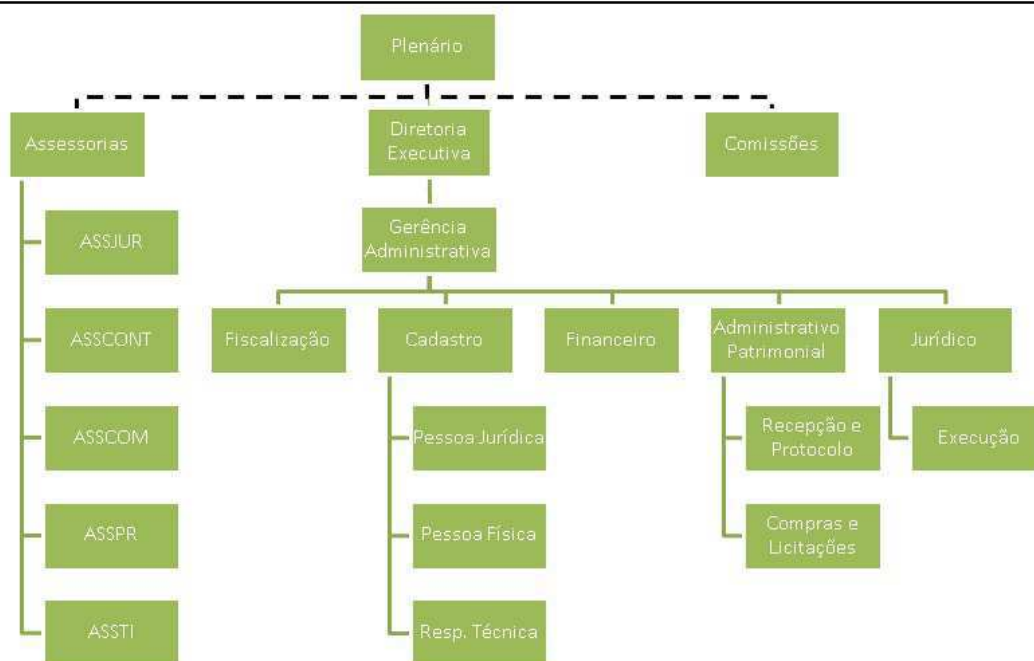 Plenário
Assessorias
Diretoria
Executiva
Comissões
Gerência
Administrativa
ASSJUR
ASSCONT
ASSCOM
ASSPR
ASSTI
Fiscalização
Cadastro
Financeiro
Administrativo
Patrimonial
Jurídico
Pessoa Jurídica
Pessoa Física
Resp. Técnica
Recepção e
Protocolo
Compras e
Licitações
Execução